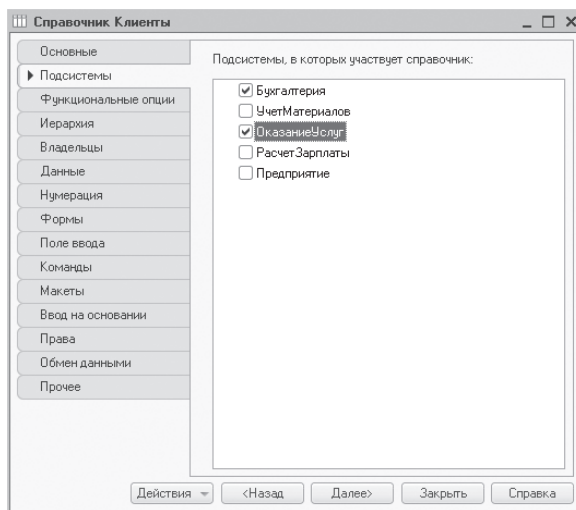 Справочник Клиенты
Основные
Подсистемы
Функциональные опции
Иерархия
Владельцы
Данные
Нумерация
Формы
Поле ввода
Команды
Макеты
Ввод на основании
Права
Обмен данными
Прочее
Подсистемы, в которых участвует справочник:
Бухгалтерия
УчетМатериалов
ОказаниеУслуг
РасчетЗарплаты
Предприятие
Действия
<Назад
Далее>
Закрыть
Справка